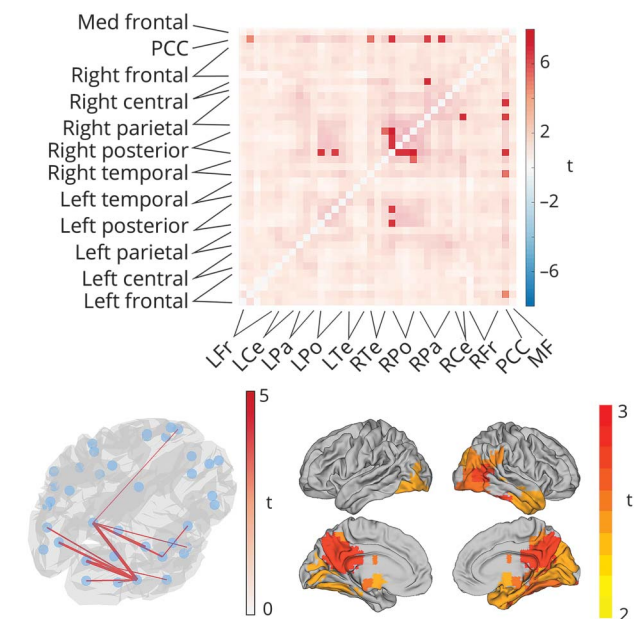 Med frontal
PCC
Right frontal
Right central
Right parietal
Right posterior
Right temporal
Left temporal
Left posterior
Left parietal
Left central
Left frontal
6
2
t
−2
−6
LFr
LCe
LPa
LPo
LTe
RTe
RPo
RPa
RCe
RFr
PCC
MF
5
t
0
3
t
2